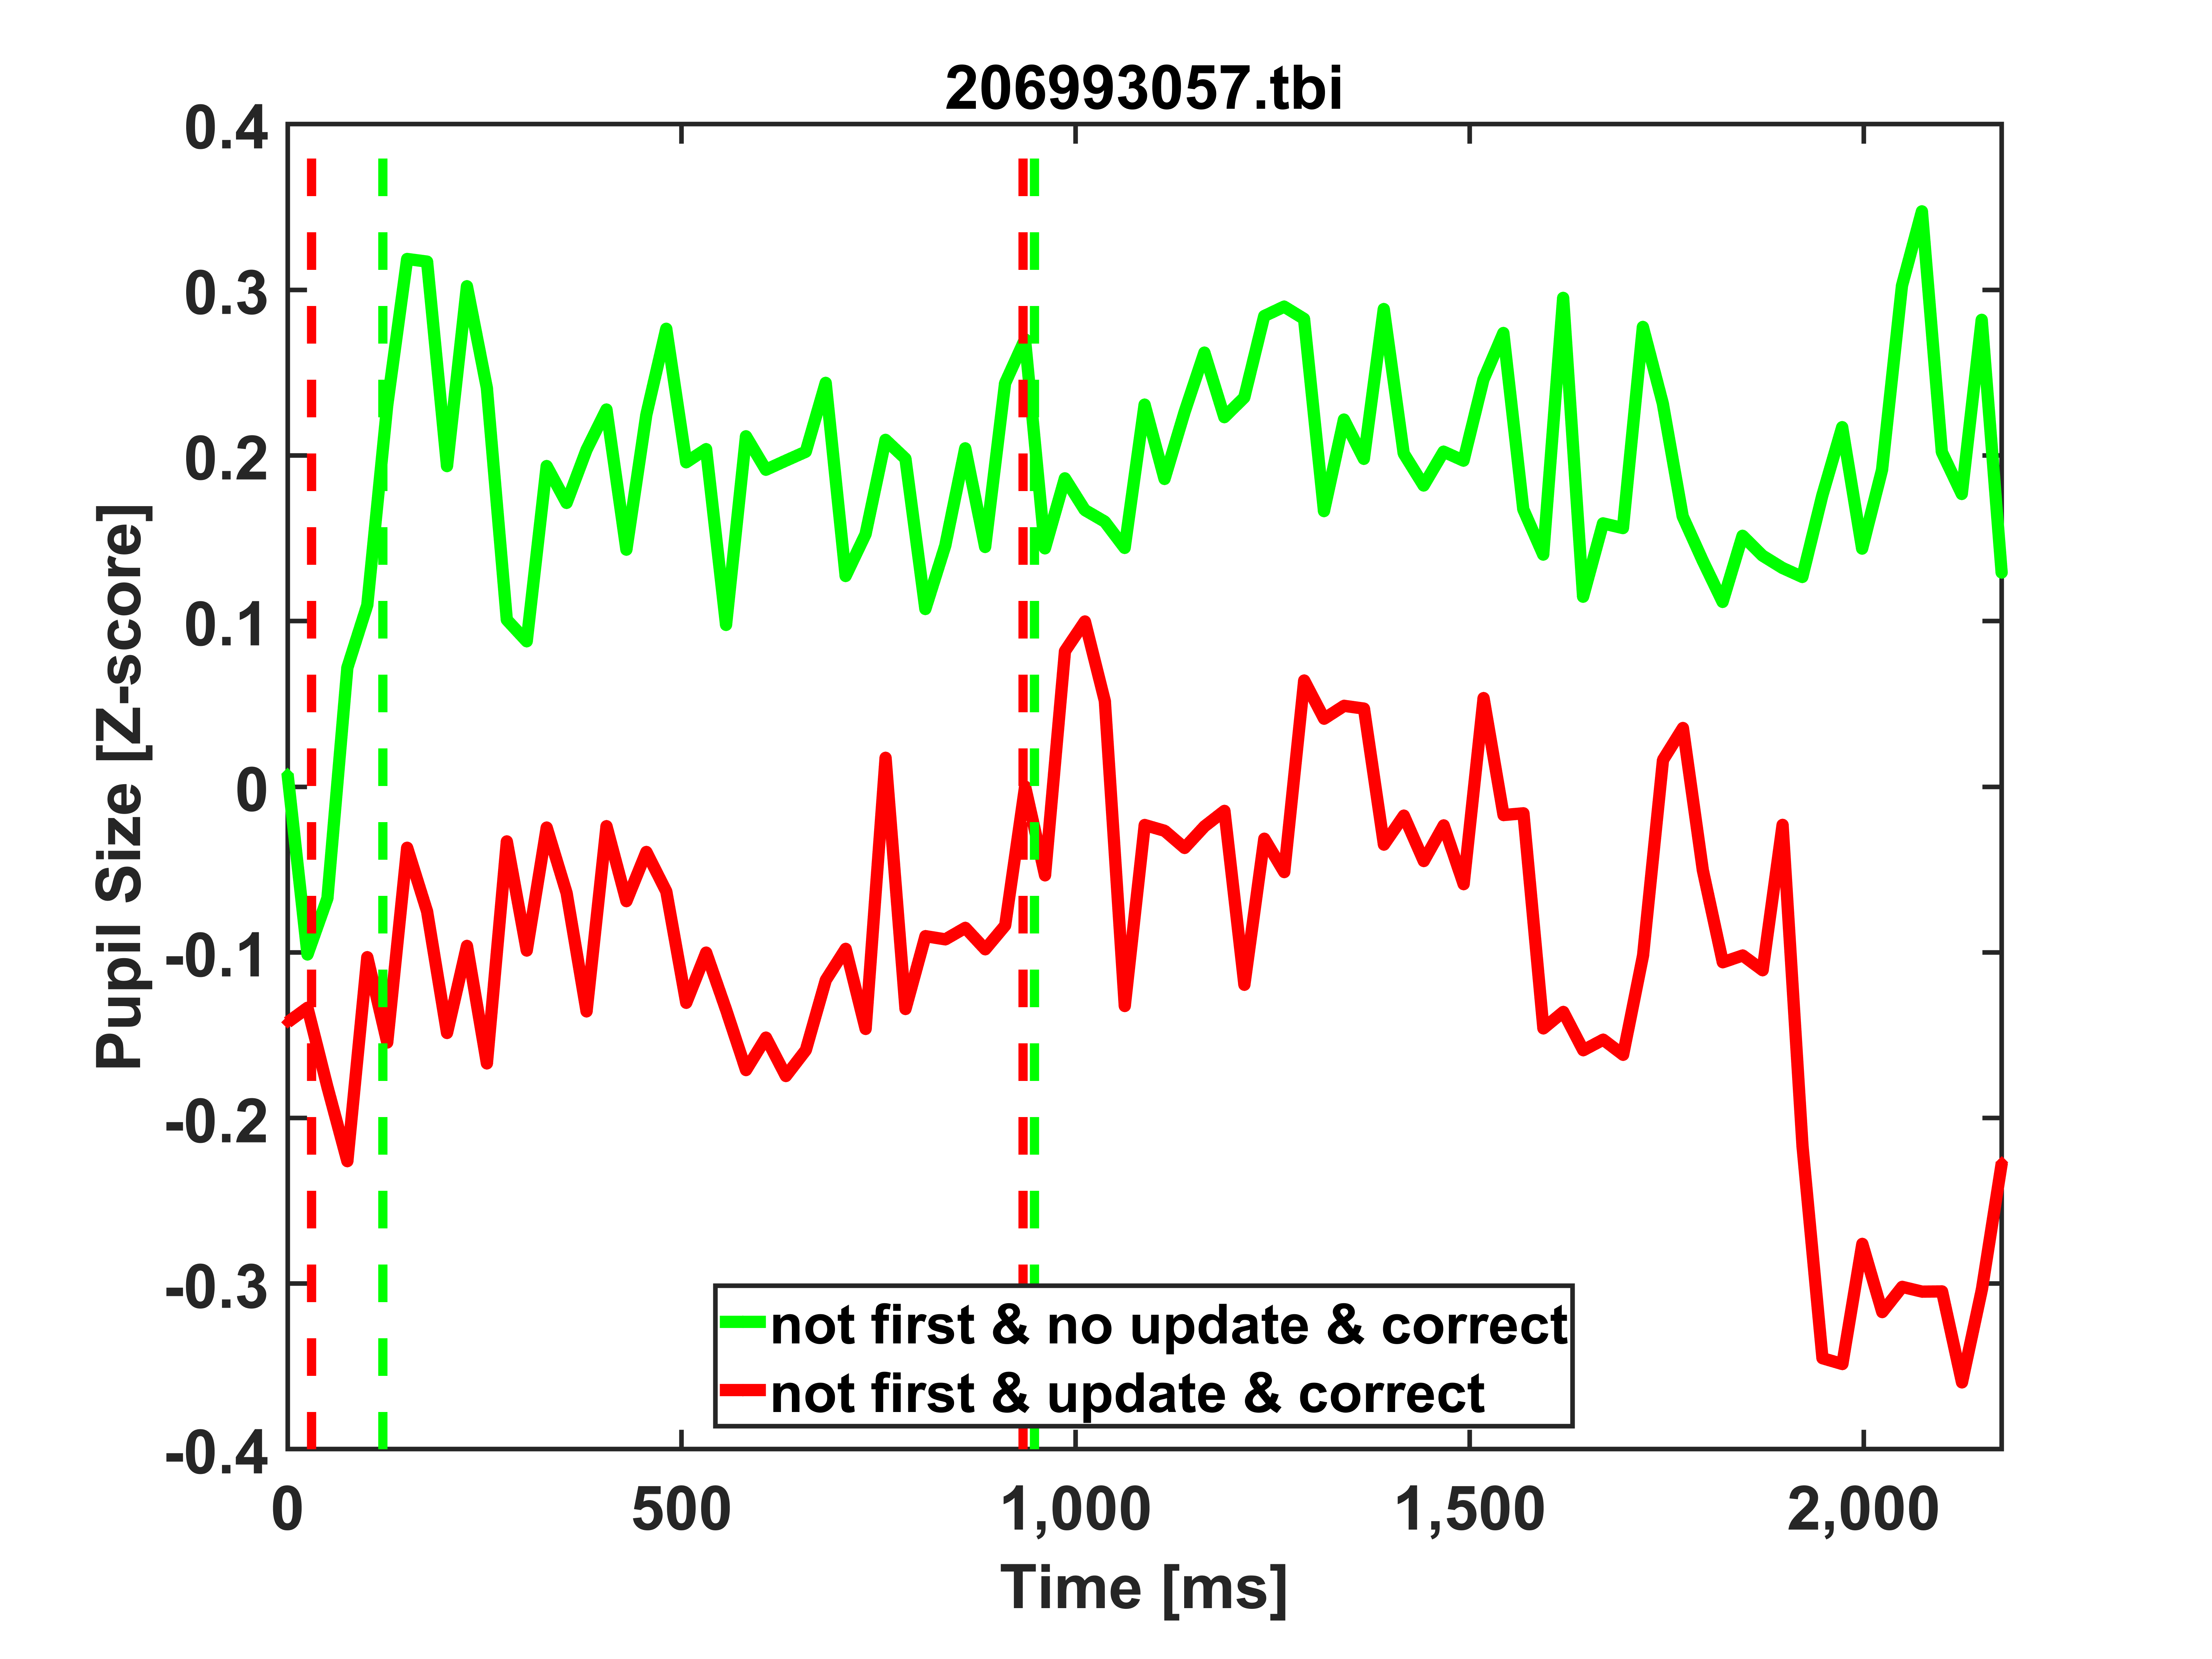 206993057.tbi
0.4
0.3
0.2
0.1
0
-0.1
-0.2
-0.3
-0.4
Pupil Size [Z-score]
not first & no update & correct
not first & update & correct
0 500 1,000 1,500 2,000
Time [ms]